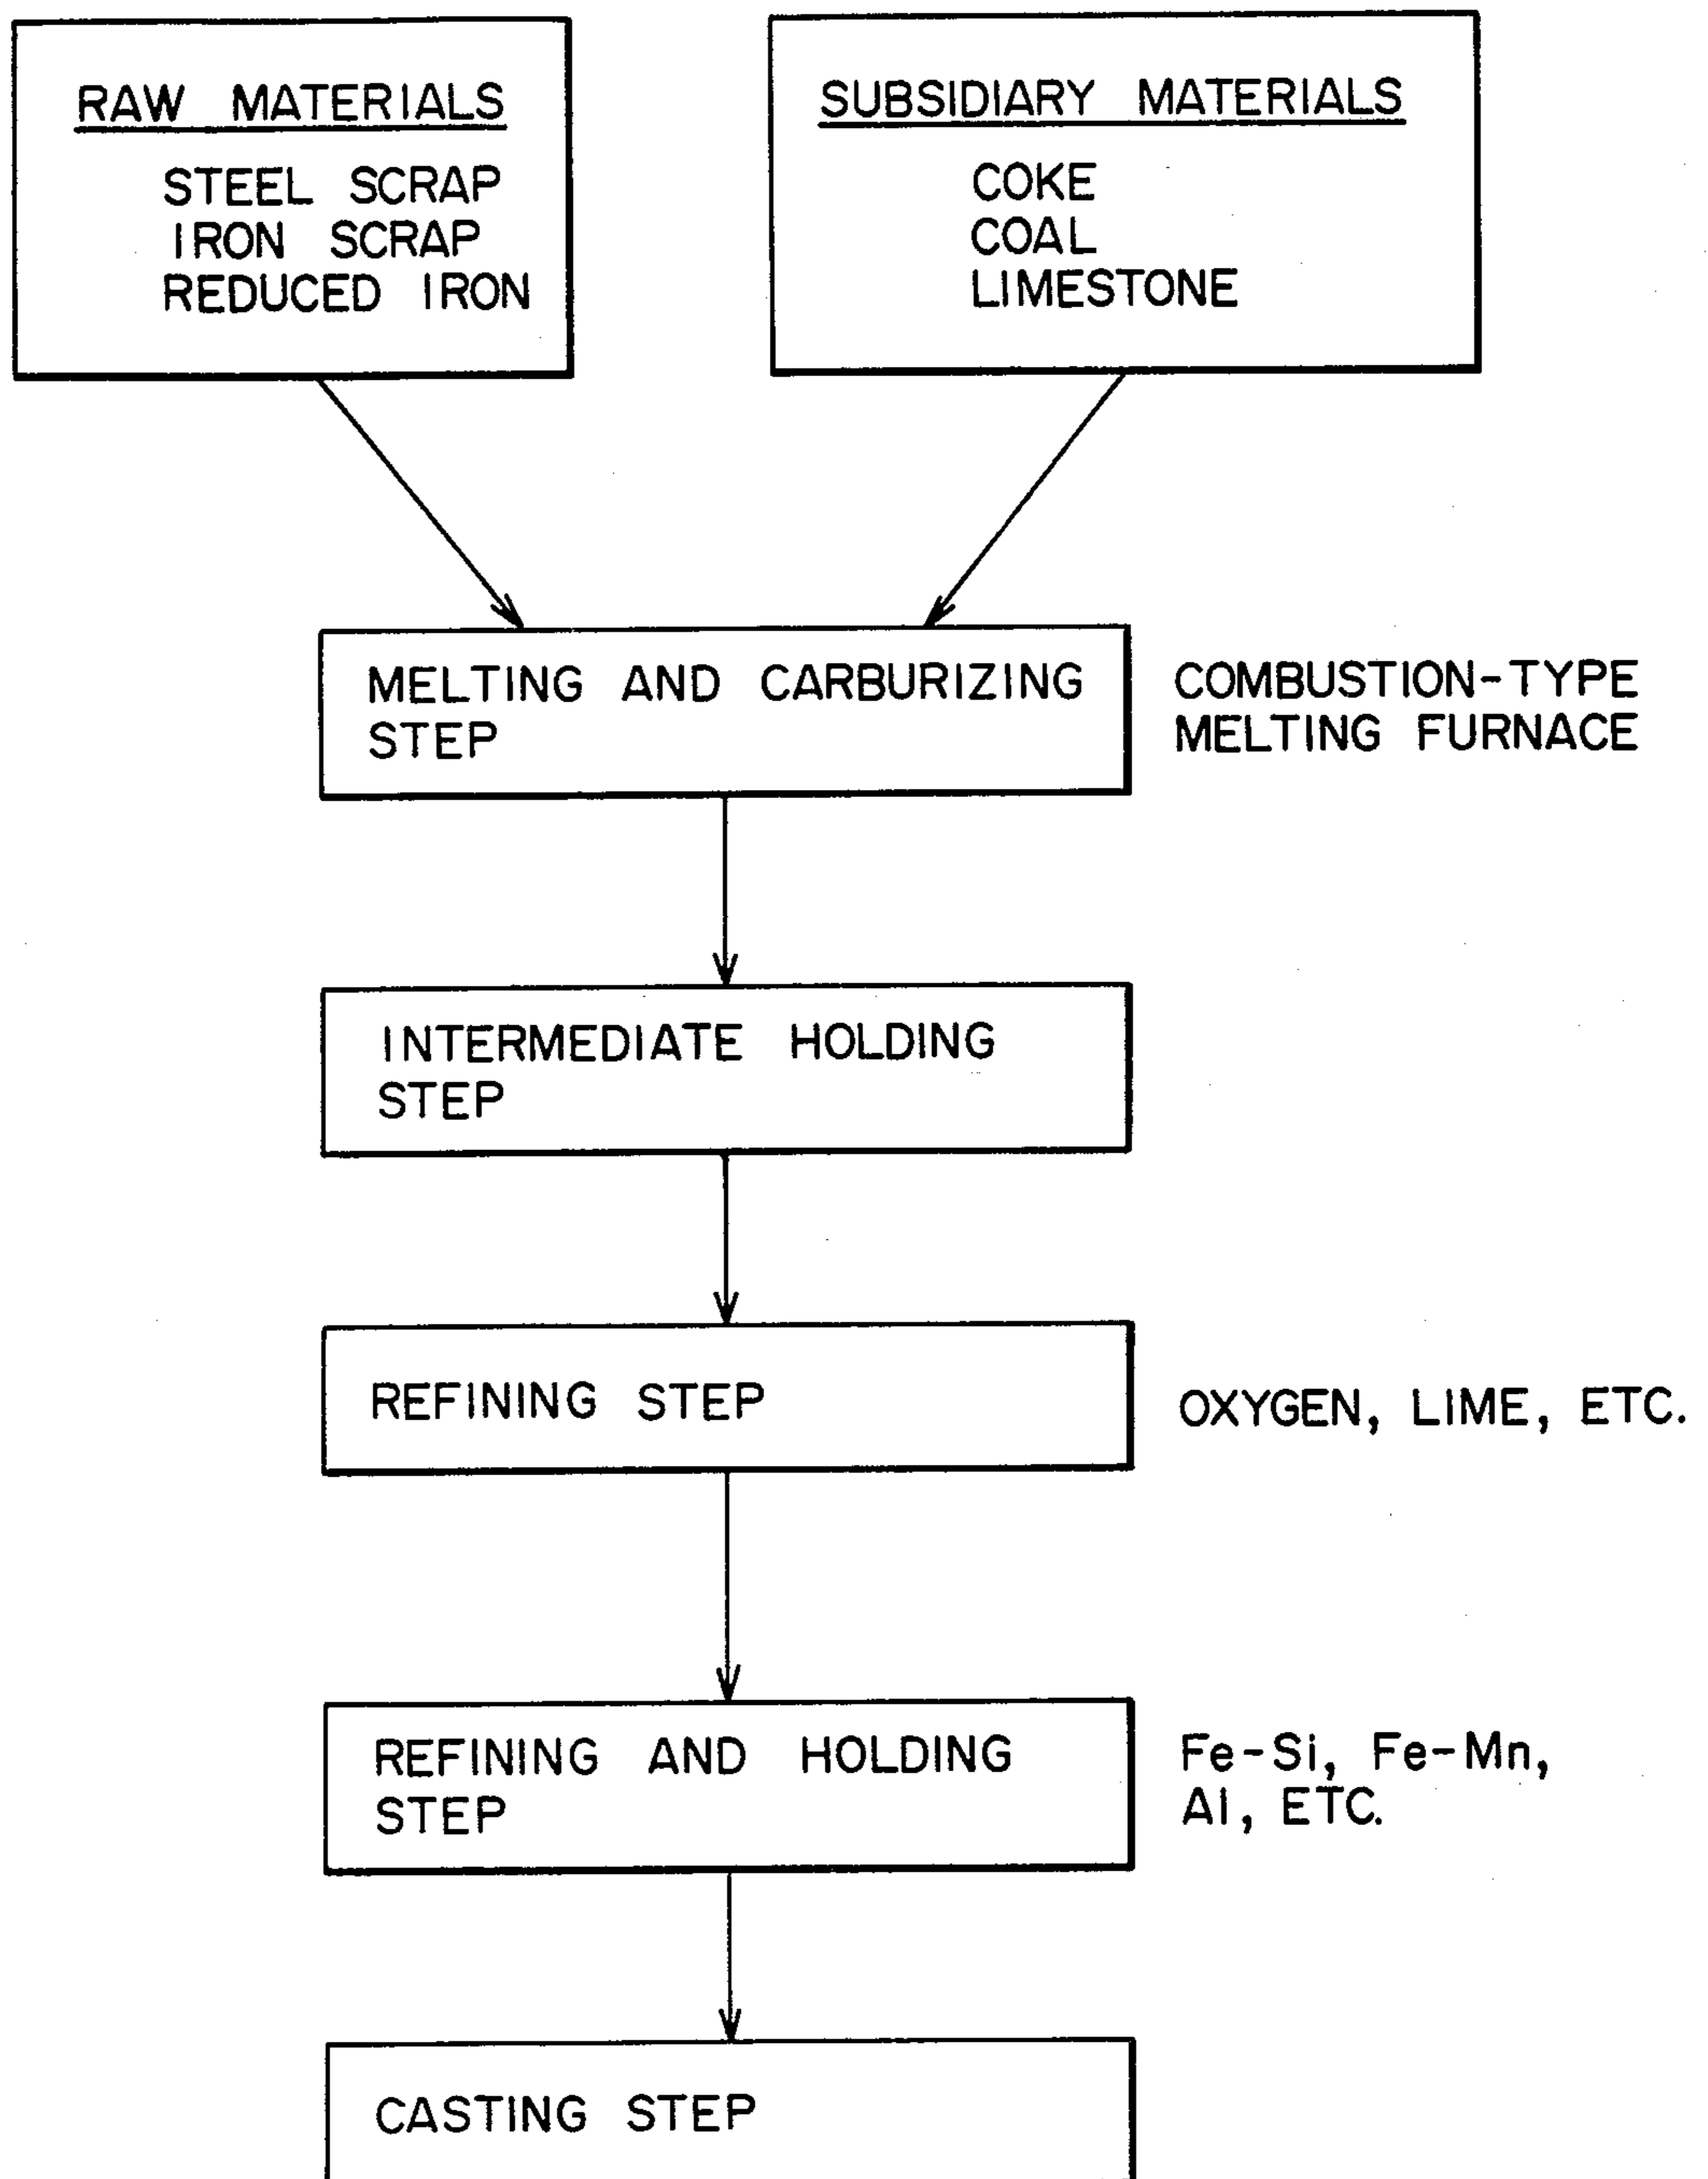 RAW MATERIALS
STEEL SCRAP
IRON SCRAP
REDUCED IRON
SUBSIDIARY MATERIALS
COKE
COAL
LIMESTONE
MELTING AND CARBURIZING
STEP
COMBUSTION-TYPE
MELTING FURNACE
INTERMEDIATE HOLDING
STEP
REFINING STEP
OXYGEN, LIME, ETC.
REFINING AND HOLDING
STEP
Fe-Si, Fe-Mn,
Al, ETC.
CASTING STEP